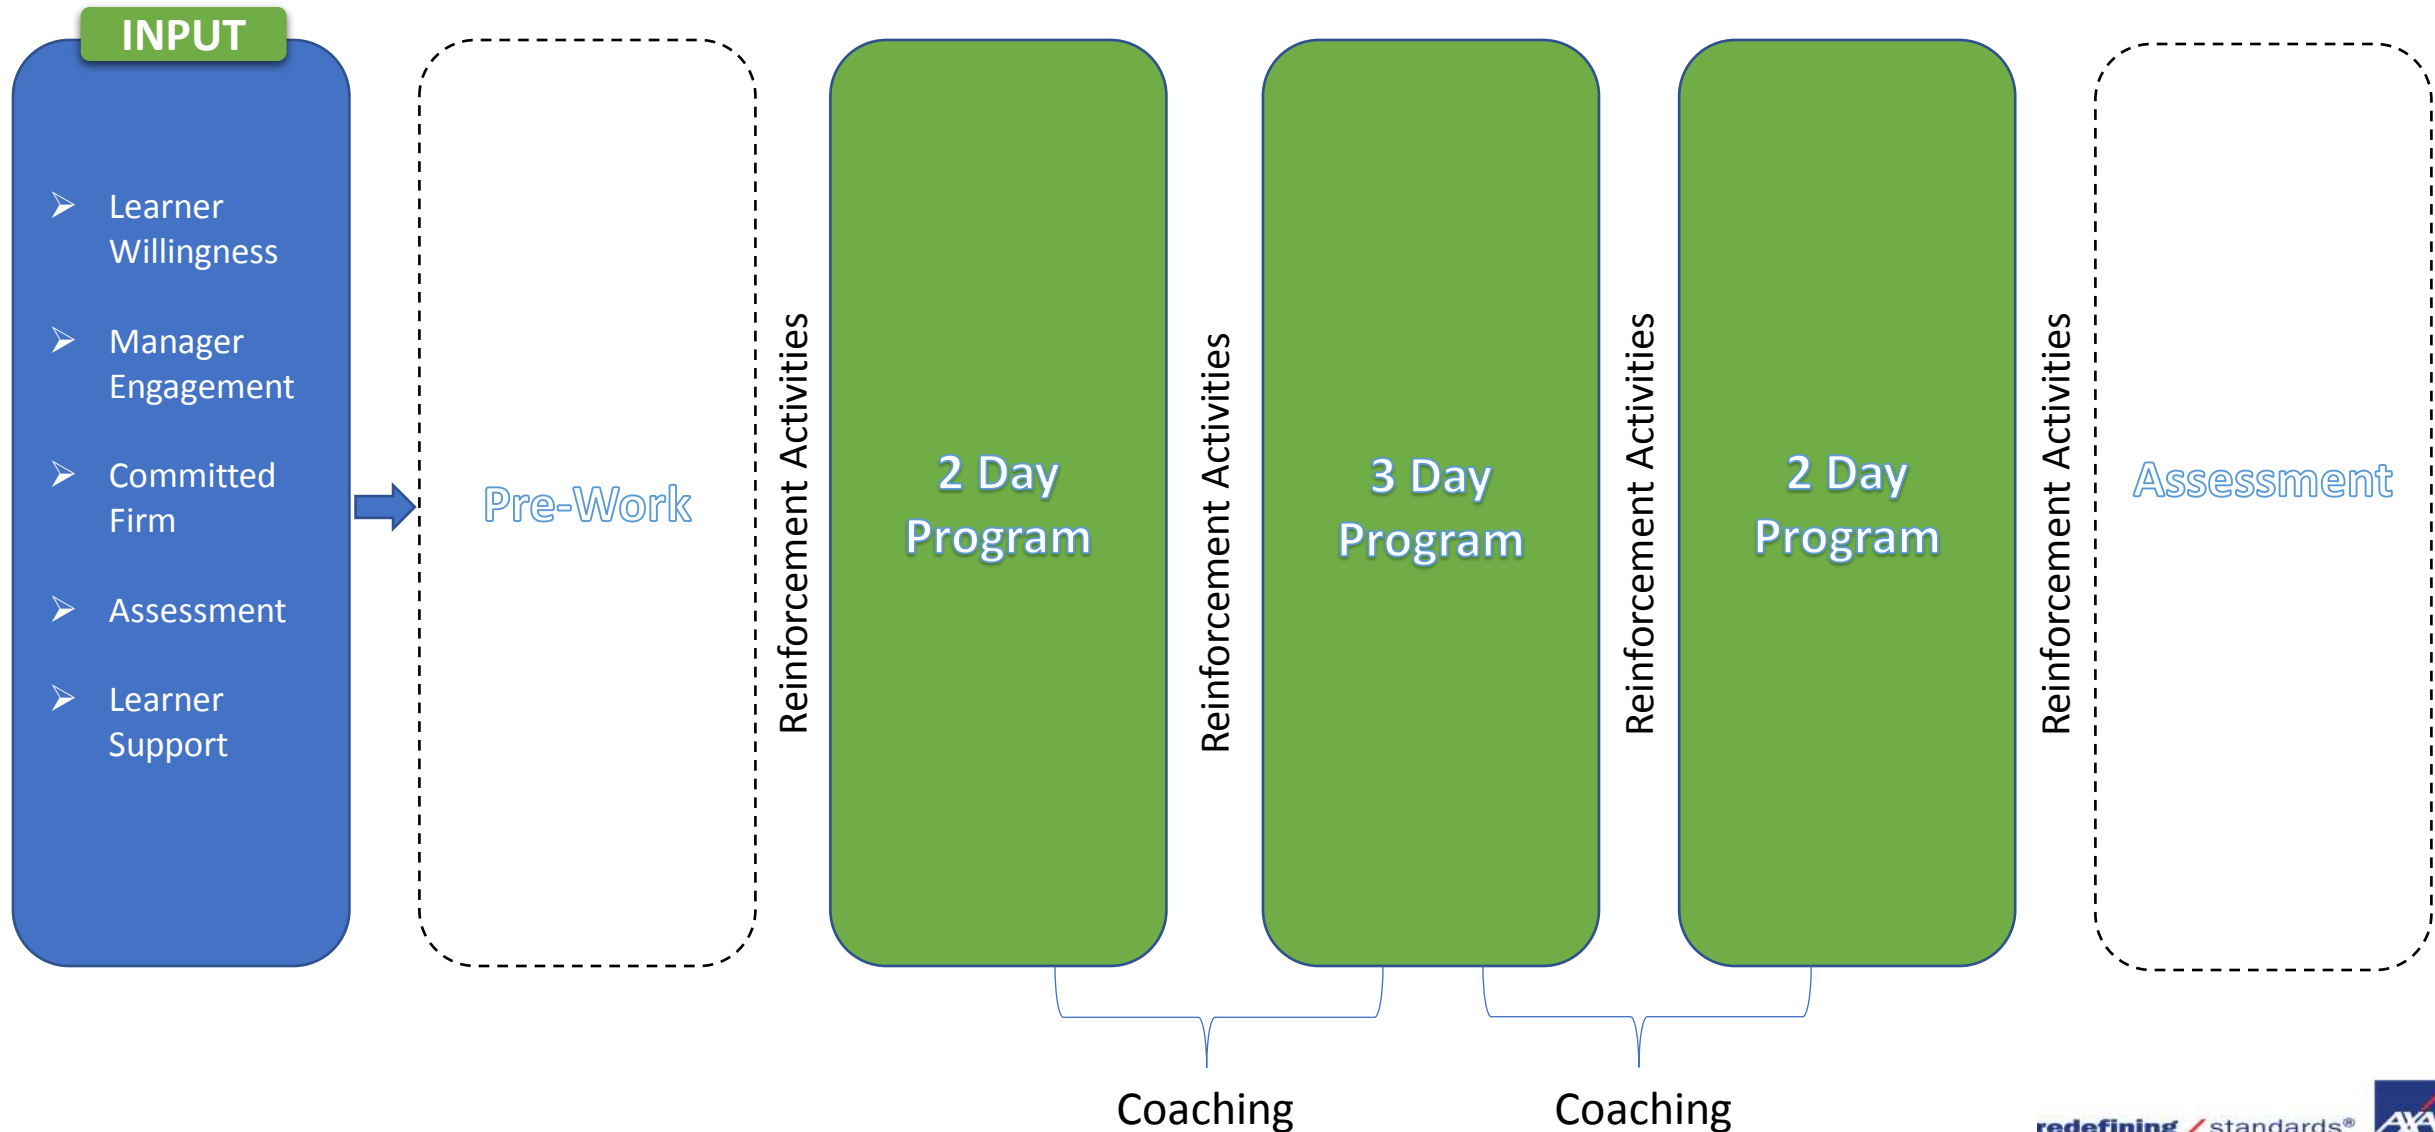 INPUT
➢ Learner
Willingness
➢ Manager
Engagement
➢ Committed
Firm
➢ Assessment
➢ Learner
Support
Pre-Work
Reinforcement Activities
2 Day
Program
Reinforcement Activities
3 Day
Program
Reinforcement Activities
2 Day
Program
Reinforcement Activities
Assessment
Coaching
Coaching
redefining / standards®
AXA